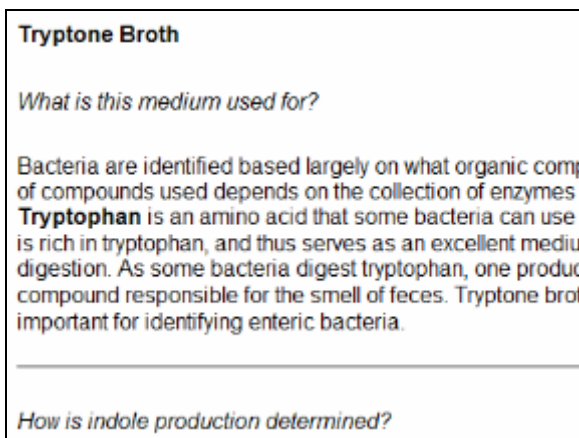 Tryptone Broth
What is this medium used for?
Bacteria are identified based largely on what organic comp
of compounds used depends on the collection of enzymes
Tryptophan is an amino acid that some bacteria can use
is rich in tryptophan, and thus serves as an excellent mediu
digestion. As some bacteria digest tryptophan, one produc
compound responsible for the smell of feces. Tryptone brot
important for identifying enteric bacteria.
How is indole production determined?